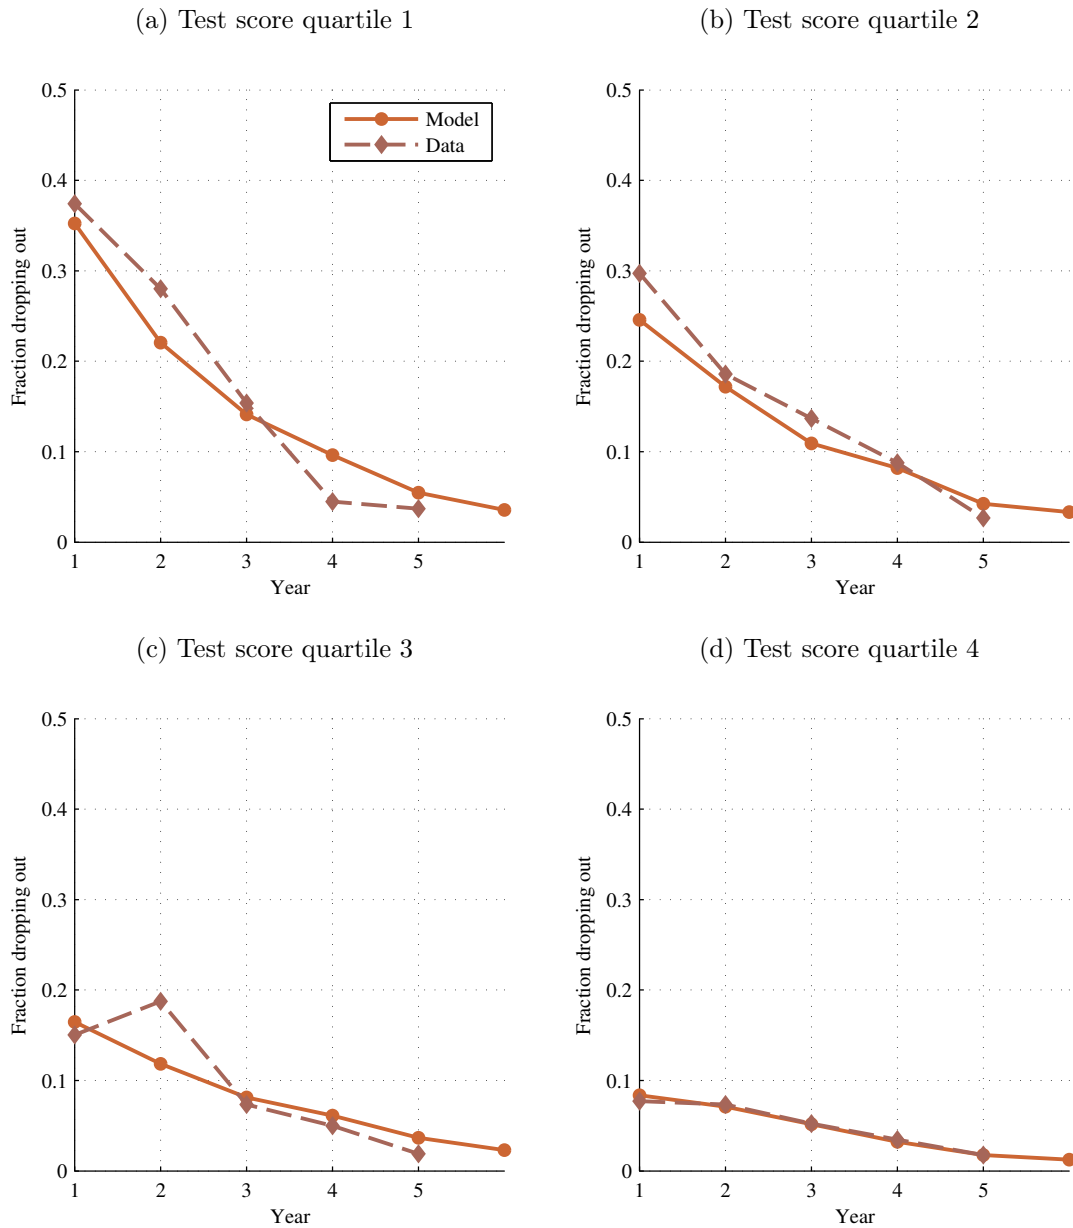 (a) Test score quartile 1
0.5
0.4
0.3
0.2
0.1
0
Fraction dropping out
Model
Data
1 2 3 4 5
Year
(b) Test score quartile 2
0.5
0.4
0.3
0.2
0.1
0
Fraction dropping out
1 2 3 4 5
Year
(c) Test score quartile 3
0.5
0.4
0.3
0.2
0.1
0
Fraction dropping out
1 2 3 4 5
Year
(d) Test score quartile 4
0.5
0.4
0.3
0.2
0.1
0
Fraction dropping out
1 2 3 4 5
Year